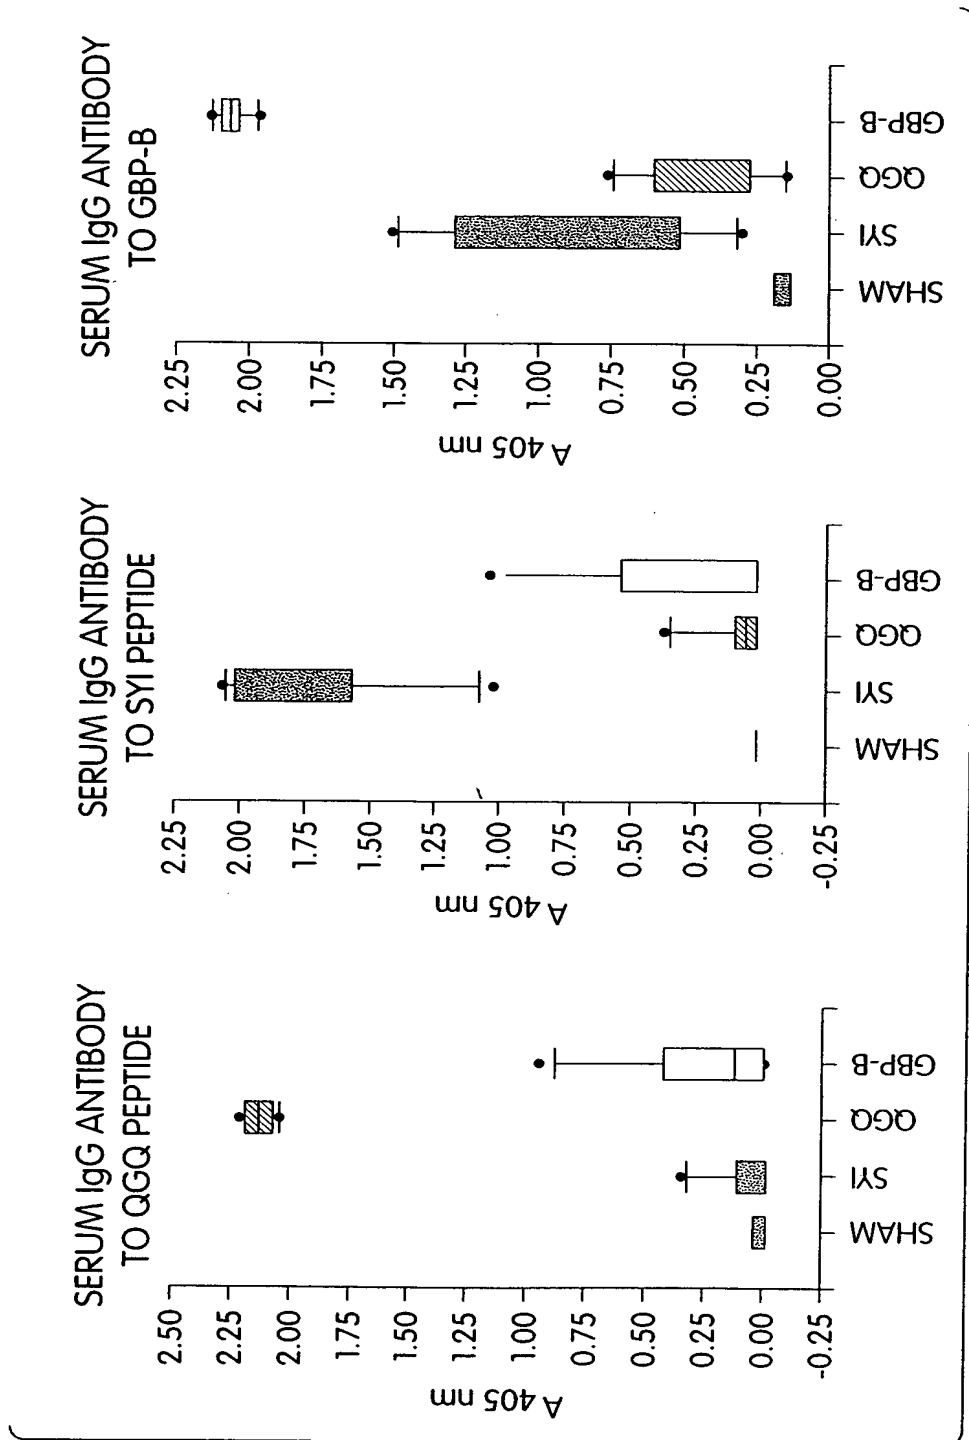 SERUM IgG ANTIBODY
TO QGQ PEPTIDE
A 405 nm
2.50
2.25
2.00
1.75
1.50
1.25
1.00
0.75
0.50
0.25
0.00
-0.25
SHAM
SYI
QGQ
GBP-B
SERUM IgG ANTIBODY
TO SYI PEPTIDE
A 405 nm
2.25
2.00
1.75
1.50
1.25
1.00
0.75
0.50
0.25
0.00
-0.25
SHAM
SYI
QGQ
GBP-B
SERUM IgG ANTIBODY
TO GBP-B
A 405 nm
2.25
2.00
1.75
1.50
1.25
1.00
0.75
0.50
0.25
0.00
SHAM
SYI
QGQ
GBP-B